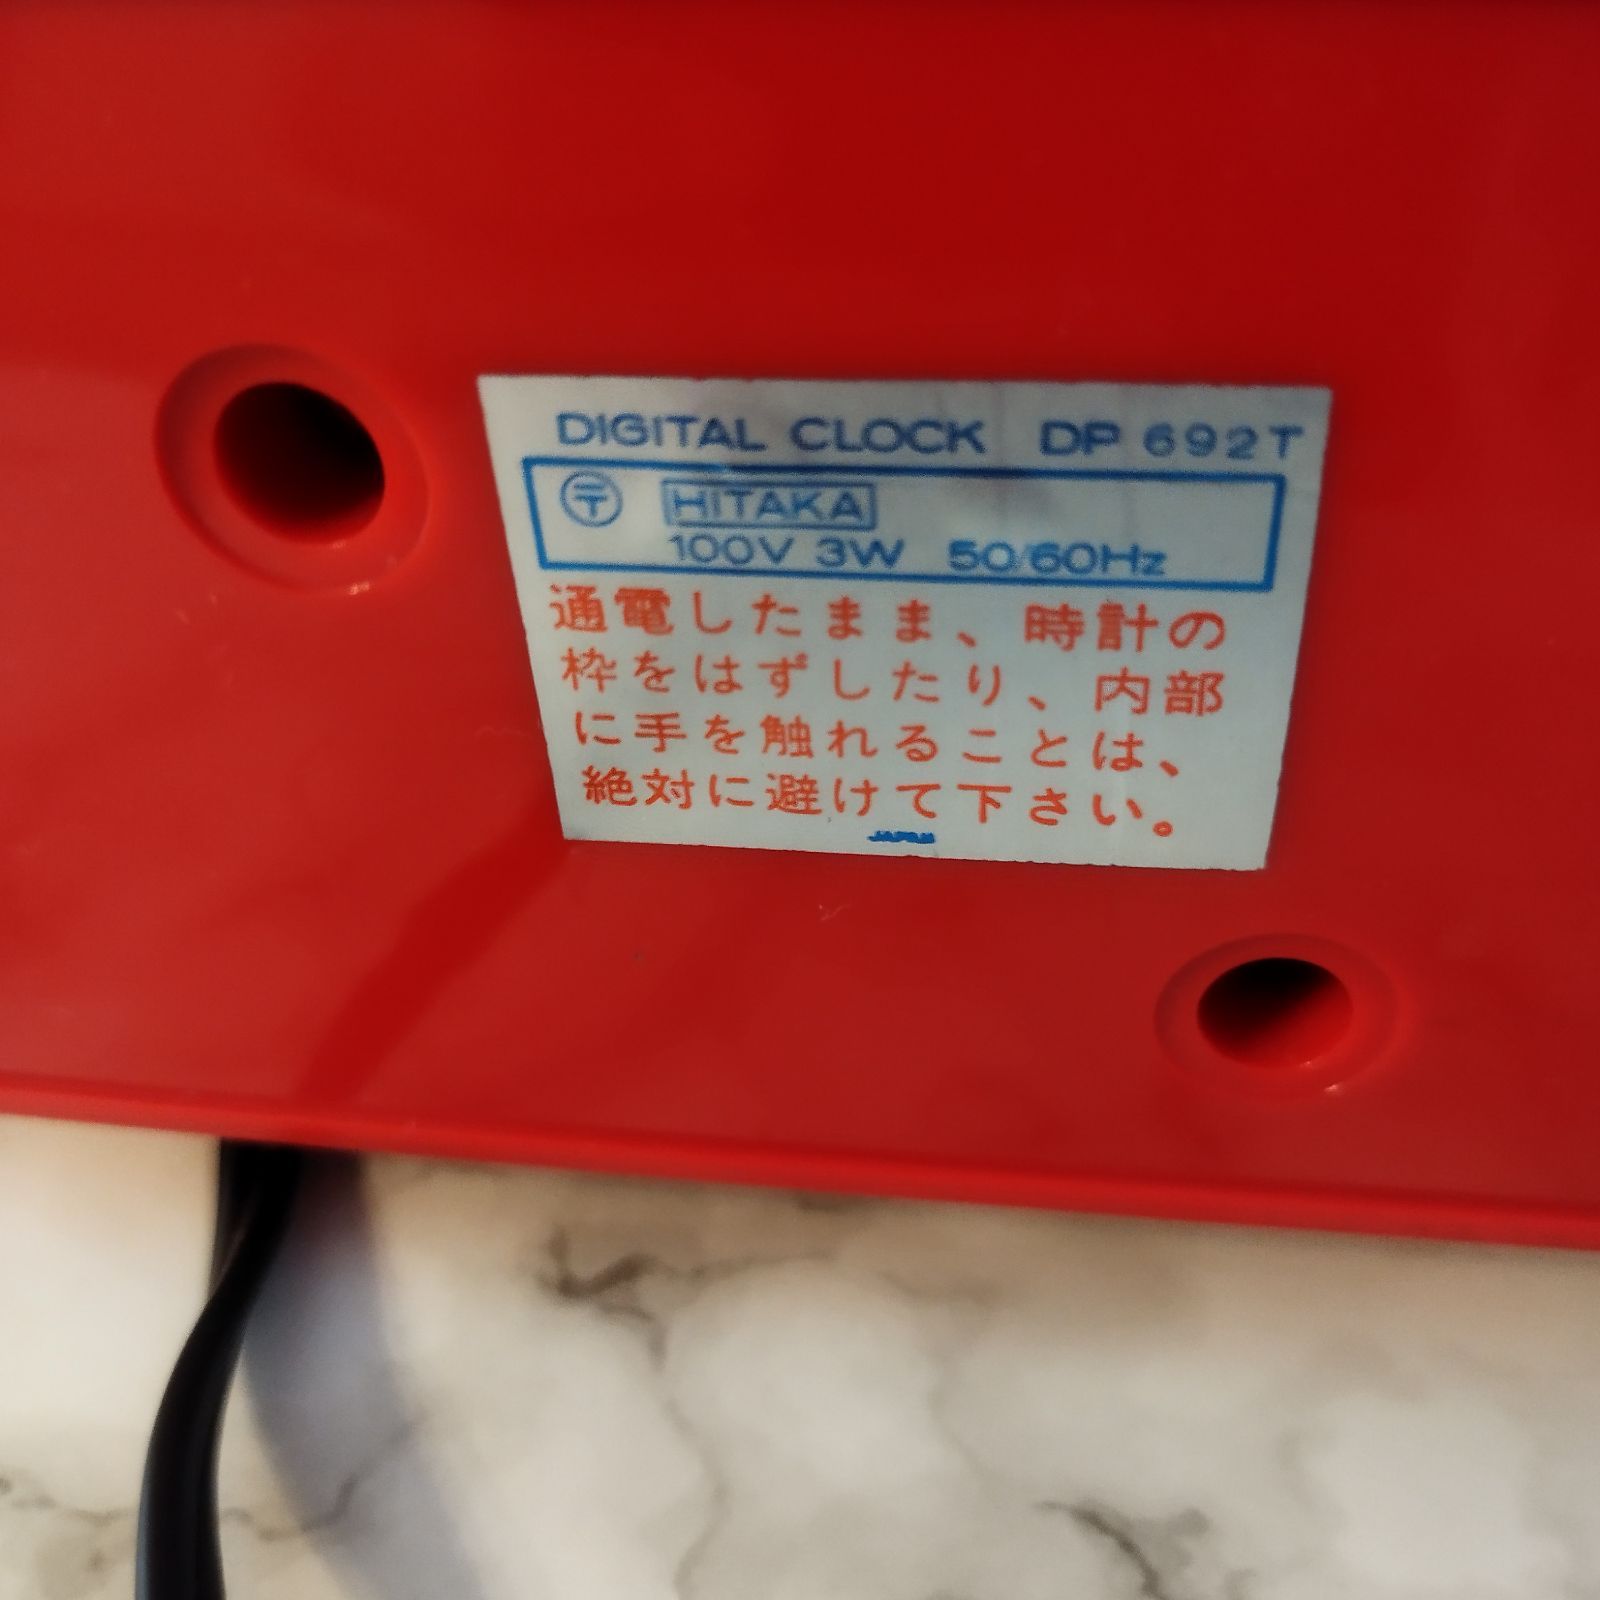 DIGITAL CLOCK DP 692T
〒 HITAKA
100V 3W 50/60Hz
通電したまま、時計の
枠をはずしたり、内部
に手を触れることは、
絶対に避けて下さい。
JAPAN